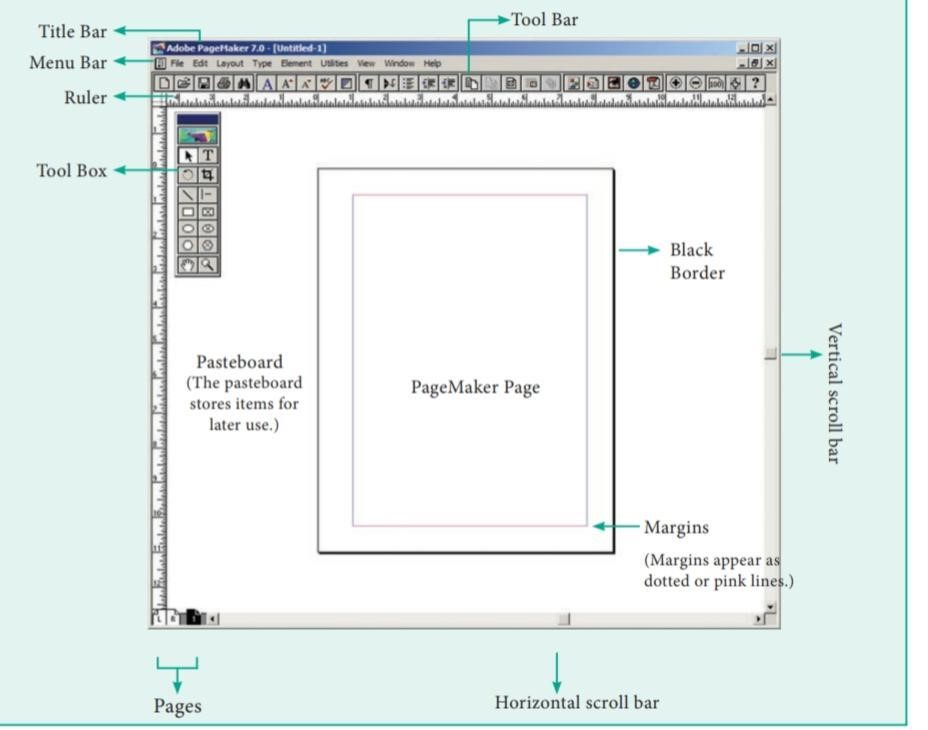 Tool Bar
Title Bar
Adobe PageMaker 7.0 - [Untitled-1]
Menu Bar
File Edit Layout Type Element Utilities View Window Help
Ruler
Tool Box
T
Black
Border
Pasteboard
(The pasteboard
stores items for
later use.)
PageMaker Page
Vertical scroll bar
Margins
(Margins appear as
dotted or pink lines.)
Pages
Horizontal scroll bar